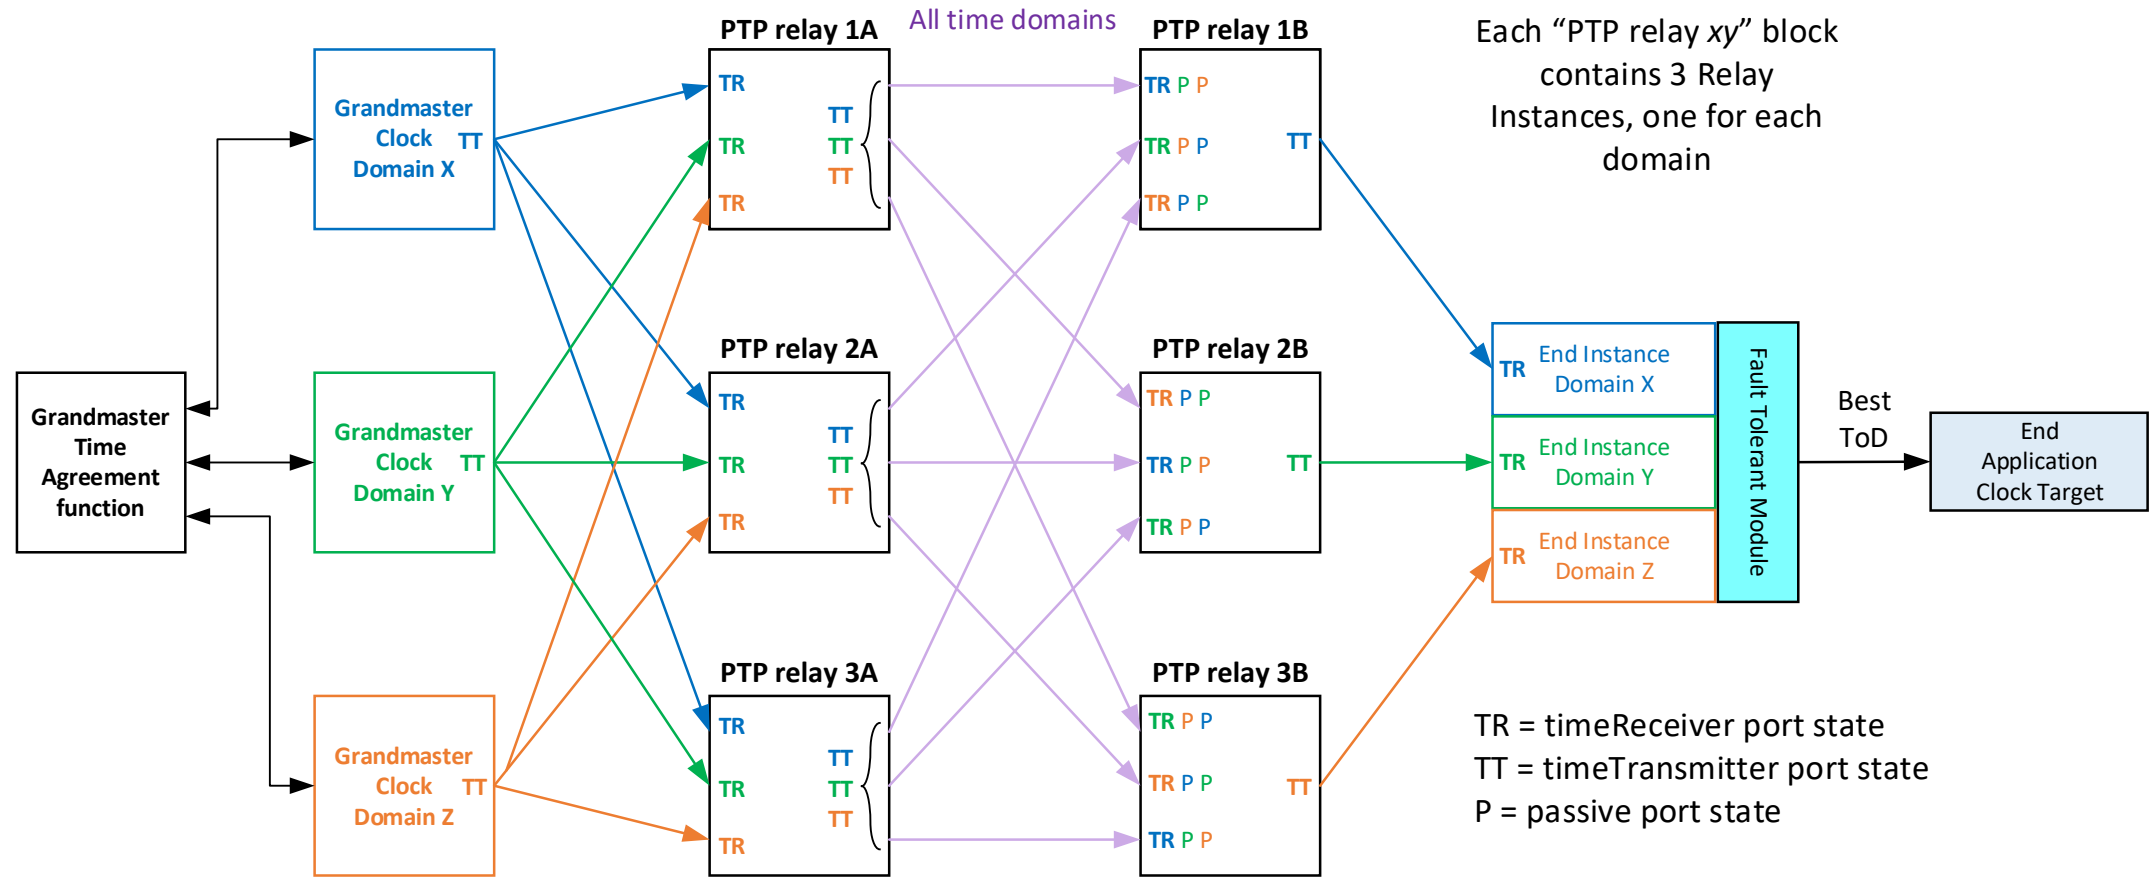 All time domains
PTP relay 1A
PTP relay 1B
Each “PTP relay xy” block
contains 3 Relay
Instances, one for each
domain
Grandmaster
Clock
Domain X
TT
TR
TR
TR
TT
TT
TT
TR P P
TR P P
TR P P
TT
Grandmaster
Time
Agreement
function
Grandmaster
Clock
Domain Y
TT
PTP relay 2A
TR
TR
TR
TT
TT
TT
PTP relay 2B
TR P P
TR P P
TR P P
TT
TR
End Instance
Domain X
TR
End Instance
Domain Y
TR
End Instance
Domain Z
Fault Tolerant Module
Best
ToD
End
Application
Clock Target
Grandmaster
Clock
Domain Z
TT
PTP relay 3A
TR
TR
TR
TT
TT
TT
PTP relay 3B
TR P P
TR P P
TR P P
TT
TR = timeReceiver port state
TT = timeTransmitter port state
P = passive port state